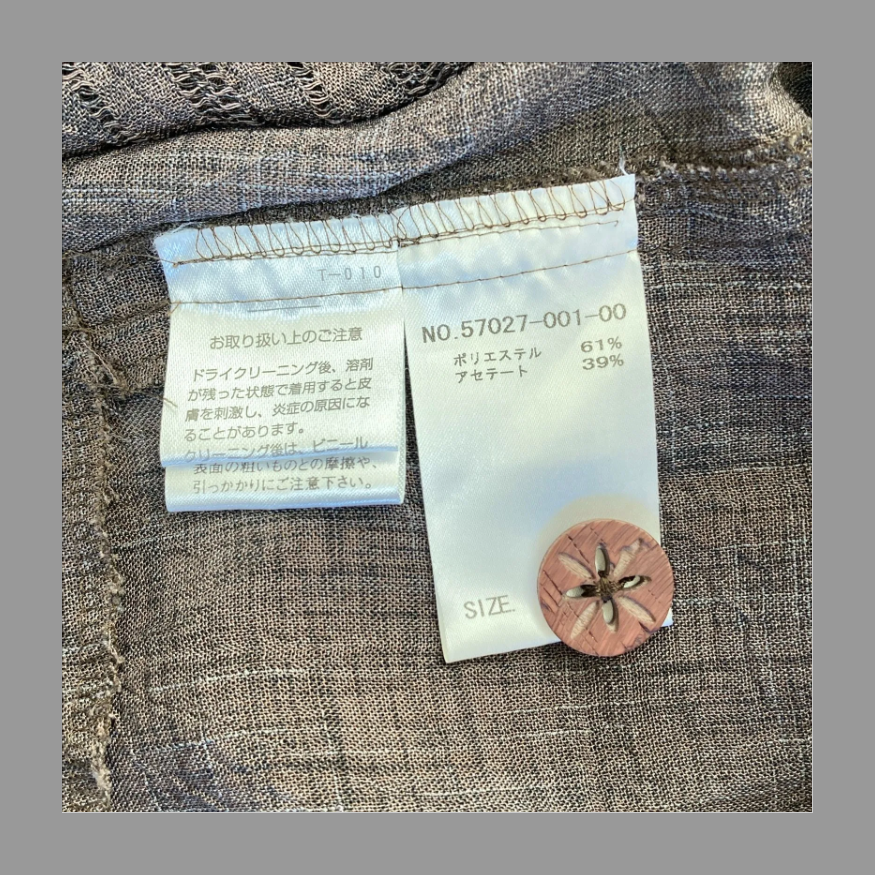 T-010
お取り扱い上のご注意
ドライクリーニング後、溶剤
が残った状態で着用すると皮
膚を刺激し、炎症の原因にな
ることがあります。
クリーニング後は、ビニール
表面の粗いものとの摩擦や、
引っかかりにご注意下さい。
NO.57027-001-00
ポリエステル 61%
アセテート 39%
SIZE.